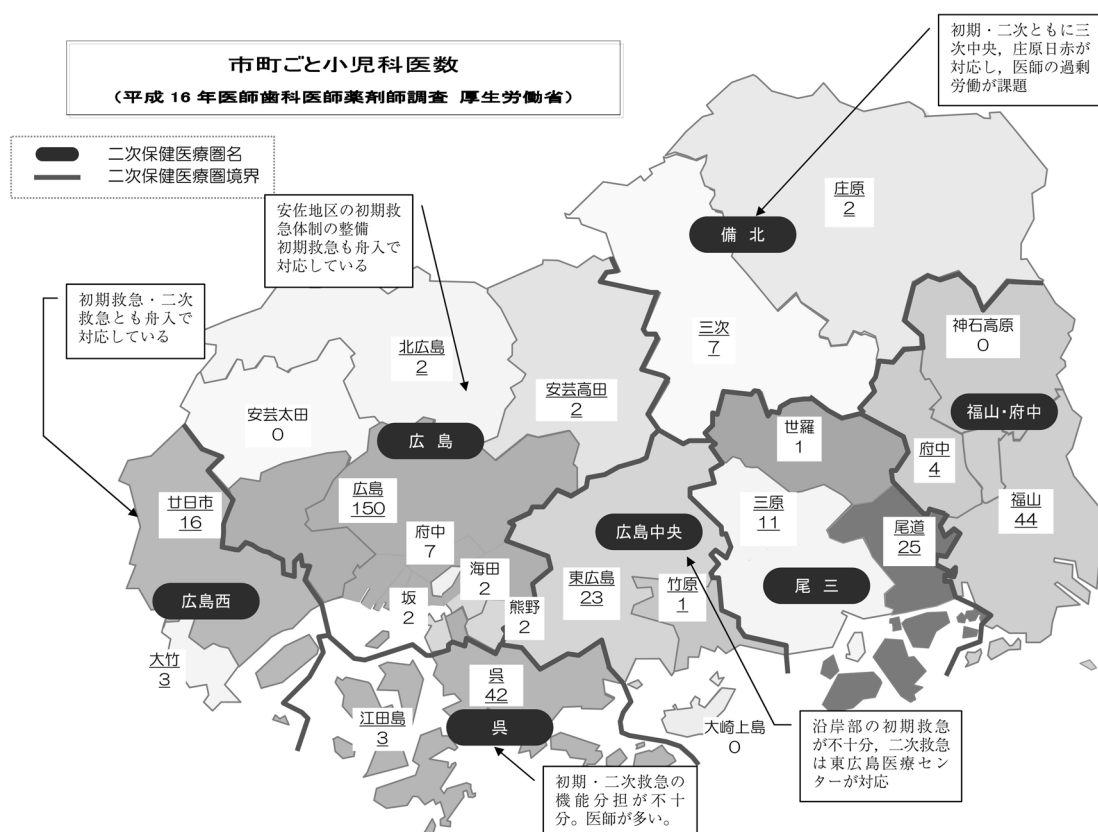 市町ごと小児科医数
（平成16年医師歯科医師薬剤師調査 厚生労働省）
二次保健医療圏名
二次保健医療圏境界
初期・二次ともに三
次中央，庄原日赤が
対応し，医師の過剰
労働が課題
安佐地区の初期救
急体制の整備
初期救急も舟入で
対応している
初期救急・二次
救急とも舟入で
対応している
庄原
2
備北
三次
7
神石高原
0
北広島
2
安芸高田
2
安芸太田
0
広島
世羅
1
福山・府中
府中
4
廿日市
16
広島
150
三原
11
福山
44
府中
7
広島中央
尾道
25
海田
2
坂
2
熊野
2
東広島
23
竹原
1
尾三
広島西
大竹
3
呉
42
江田島
3
呉
大崎上島
0
沿岸部の初期救急
が不十分，二次救急
は東広島医療セン
ターが対応
初期・二次救急の
機能分担が不十
分。医師が多い。